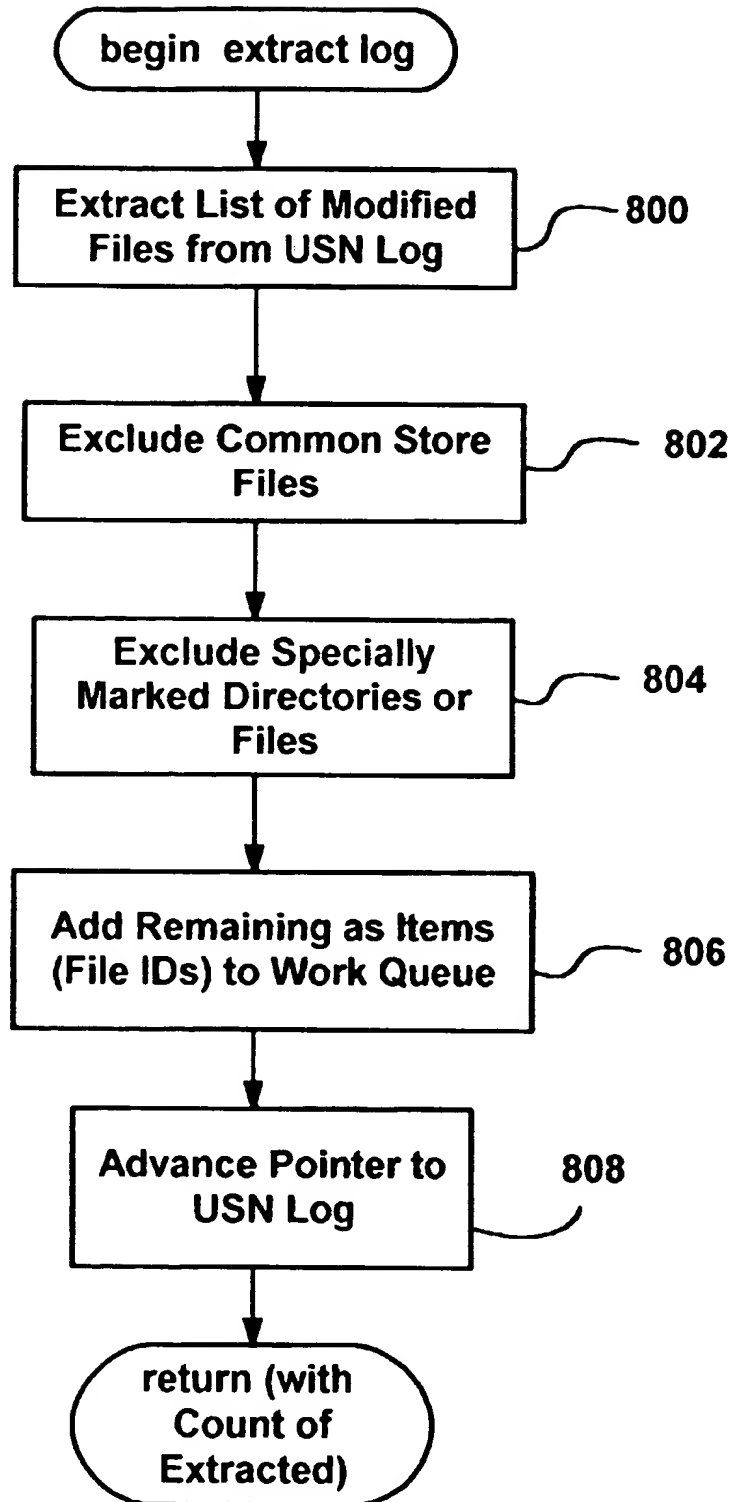 begin extract log
Extract List of Modified
Files from USN Log
800
Exclude Common Store
Files
802
Exclude Specially
Marked Directories or
Files
804
Add Remaining as Items
(File IDs) to Work Queue
806
Advance Pointer to
USN Log
808
return (with
Count of
Extracted)